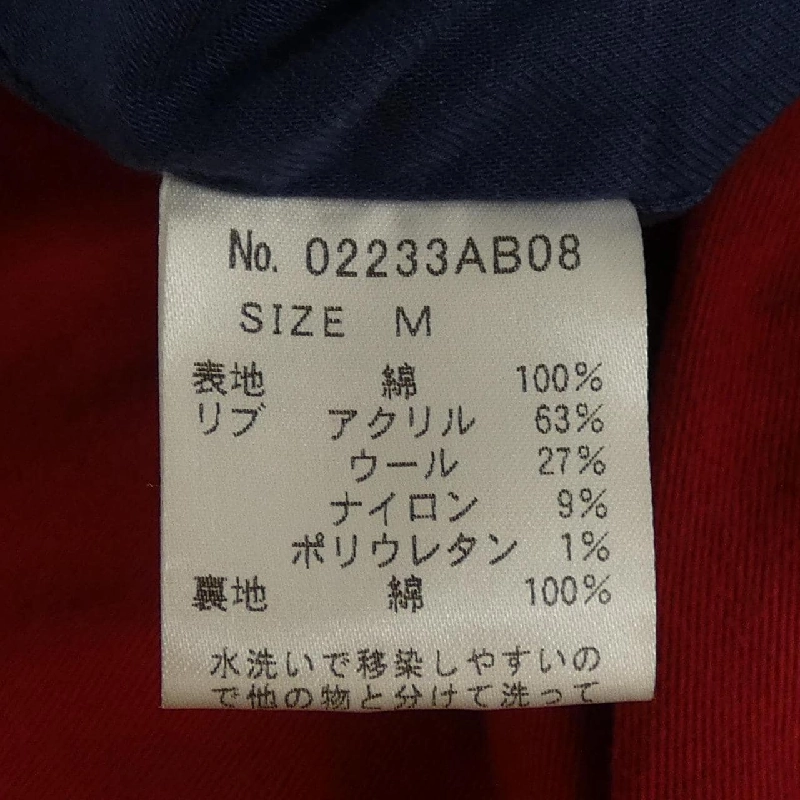 No. 02233AB08
SIZE M
表地 綿 100%
リブ アクリル 63%
ウール 27%
ナイロン 9%
ポリウレタン 1%
裏地 綿 100%
水洗いで移染しやすいの
で他の物と分けて洗って